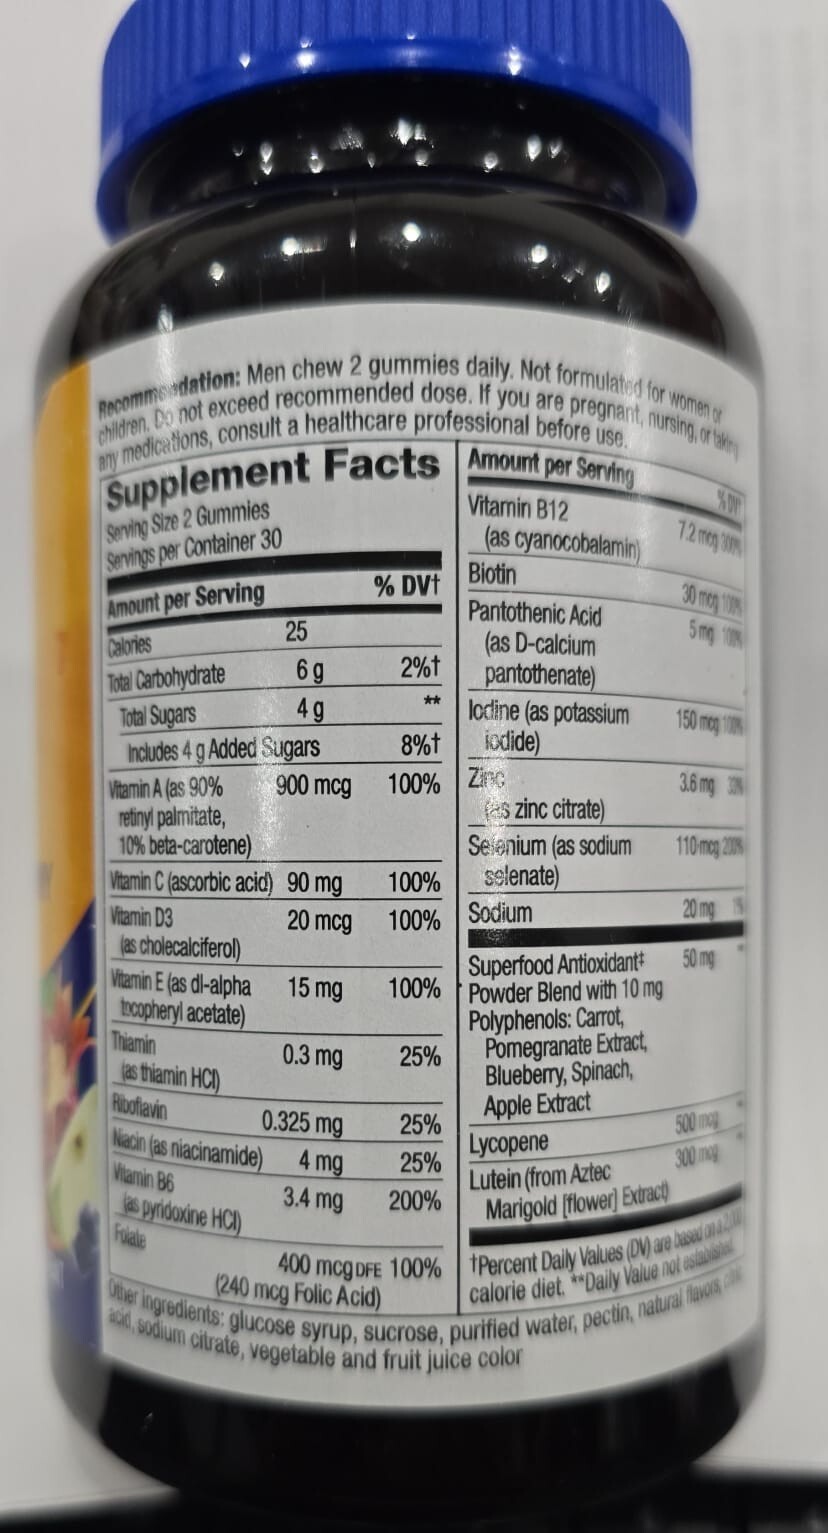 Recommendation: Men chew 2 gummies daily. Not formulated for women or
children. Do not exceed recommended dose. If you are pregnant, nursing, or taking
any medications, consult a healthcare professional before use.
Supplement Facts
Serving Size 2 Gummies
Servings per Container 30
Amount per Serving % DV†
Calories 25
Total Carbohydrate 6 g 2%†
Total Sugars 4 g **
Includes 4 g Added Sugars 8%†
Vitamin A (as 90% 900 mcg 100%
retinyl palmitate,
10% beta-carotene)
Vitamin C (ascorbic acid) 90 mg 100%
Vitamin D3 20 mcg 100%
(as cholecalciferol)
Vitamin E (as dl-alpha 15 mg 100%
tocopheryl acetate)
Thiamin 0.3 mg 25%
(as thiamin HCl)
Riboflavin 0.325 mg 25%
Niacin (as niacinamide) 4 mg 25%
Vitamin B6 3.4 mg 200%
(as pyridoxine HCl)
Folate 400 mcg DFE 100%
(240 mcg Folic Acid)
Amount per Serving % DV†
Vitamin B12 7.2 mcg 300%
(as cyanocobalamin)
Biotin 30 mcg 100%
Pantothenic Acid 5 mg 100%
(as D-calcium
pantothenate)
Iodine (as potassium 150 mcg 100%
iodide)
Zinc 3.6 mg 33%
(as zinc citrate)
Selenium (as sodium 110 mcg 200%
selenate)
Sodium 20 mg 1%
Superfood Antioxidant‡ 50 mg
Powder Blend with 10 mg
Polyphenols: Carrot,
Pomegranate Extract,
Blueberry, Spinach,
Apple Extract
Lycopene 500 mcg
Lutein (from Aztec 300 mcg
Marigold [flower] Extract)
†Percent Daily Values (DV) are based on a 2,000
calorie diet. **Daily Value not established.
Other ingredients: glucose syrup, sucrose, purified water, pectin, natural flavors, citric
acid, sodium citrate, vegetable and fruit juice color